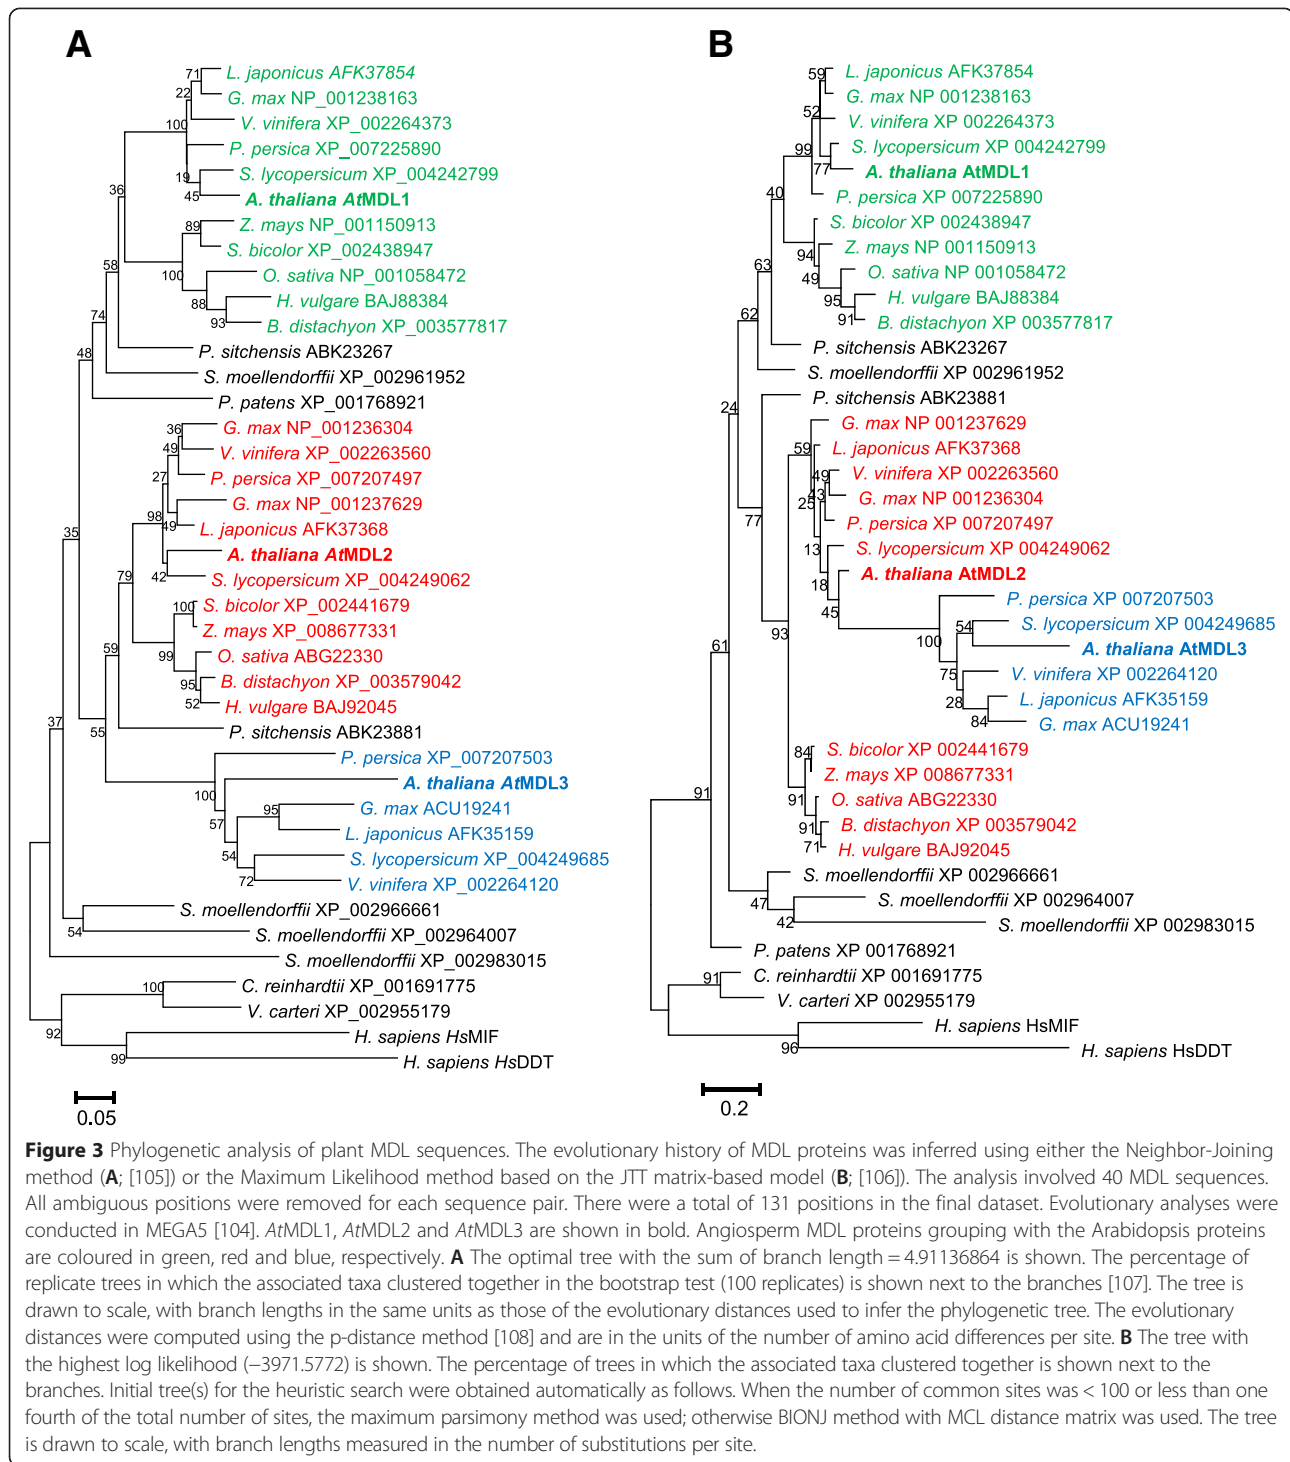 A
71
L. japonicus AFK37854
22
G. max NP_001238163
V. vinifera XP_002264373
100
P. persica XP_007225890
19
S. lycopersicum XP_004242799
45
A. thaliana AtMDL1
36
89
Z. mays NP_001150913
S. bicolor XP_002438947
58
100
O. sativa NP_001058472
88
H. vulgare BAJ88384
93
B. distachyon XP_003577817
74
P. sitchensis ABK23267
48
S. moellendorffii XP_002961952
P. patens XP_001768921
36
G. max NP_001236304
49
V. vinifera XP_002263560
27
P. persica XP_007207497
G. max NP_001237629
98
49
L. japonicus AFK37368
35
A. thaliana AtMDL2
42
S. lycopersicum XP_004249062
79
100
S. bicolor XP_002441679
Z. mays XP_008677331
59
99
O. sativa ABG22330
95
B. distachyon XP_003579042
52
H. vulgare BAJ92045
37
55
P. sitchensis ABK23881
P. persica XP_007207503
A. thaliana AtMDL3
100
95
G. max ACU19241
57
L. japonicus AFK35159
54
S. lycopersicum XP_004249685
72
V. vinifera XP_002264120
S. moellendorffii XP_002966661
54
S. moellendorffii XP_002964007
S. moellendorffii XP_002983015
100
C. reinhardtii XP_001691775
V. carteri XP_002955179
92
H. sapiens HsMIF
99
H. sapiens HsDDT
0.05
B
59
L. japonicus AFK37854
G. max NP 001238163
52
V. vinifera XP 002264373
99
S. lycopersicum XP 004242799
77
A. thaliana AtMDL1
40
P. persica XP 007225890
S. bicolor XP 002438947
94
Z. mays NP 001150913
63
49
O. sativa NP 001058472
95
H. vulgare BAJ88384
91
B. distachyon XP 003577817
62
P. sitchensis ABK23267
S. moellendorffii XP 002961952
24
P. sitchensis ABK23881
G. max NP 001237629
59
L. japonicus AFK37368
49
V. vinifera XP 002263560
43
G. max NP 001236304
25
P. persica XP 007207497
77
13
S. lycopersicum XP 004249062
18
A. thaliana AtMDL2
45
P. persica XP 007207503
93
100
54
S. lycopersicum XP 004249685
A. thaliana AtMDL3
61
75
V. vinifera XP 002264120
28
L. japonicus AFK35159
84
G. max ACU19241
84
S. bicolor XP 002441679
Z. mays XP 008677331
91
91
O. sativa ABG22330
91
B. distachyon XP 003579042
71
H. vulgare BAJ92045
S. moellendorffii XP 002966661
47
S. moellendorffii XP 002964007
42
S. moellendorffii XP 002983015
P. patens XP 001768921
91
C. reinhardtii XP 001691775
V. carteri XP 002955179
H. sapiens HsMIF
96
H. sapiens HsDDT
0.2
Figure 3 Phylogenetic analysis of plant MDL sequences. The evolutionary history of MDL proteins was inferred using either the Neighbor-Joining
method (A; [105]) or the Maximum Likelihood method based on the JTT matrix-based model (B; [106]). The analysis involved 40 MDL sequences.
All ambiguous positions were removed for each sequence pair. There were a total of 131 positions in the final dataset. Evolutionary analyses were
conducted in MEGA5 [104]. AtMDL1, AtMDL2 and AtMDL3 are shown in bold. Angiosperm MDL proteins grouping with the Arabidopsis proteins
are coloured in green, red and blue, respectively. A The optimal tree with the sum of branch length = 4.91136864 is shown. The percentage of
replicate trees in which the associated taxa clustered together in the bootstrap test (100 replicates) is shown next to the branches [107]. The tree is
drawn to scale, with branch lengths in the same units as those of the evolutionary distances used to infer the phylogenetic tree. The evolutionary
distances were computed using the p-distance method [108] and are in the units of the number of amino acid differences per site. B The tree with
the highest log likelihood (−3971.5772) is shown. The percentage of trees in which the associated taxa clustered together is shown next to the
branches. Initial tree(s) for the heuristic search were obtained automatically as follows. When the number of common sites was < 100 or less than one
fourth of the total number of sites, the maximum parsimony method was used; otherwise BIONJ method with MCL distance matrix was used. The tree
is drawn to scale, with branch lengths measured in the number of substitutions per site.